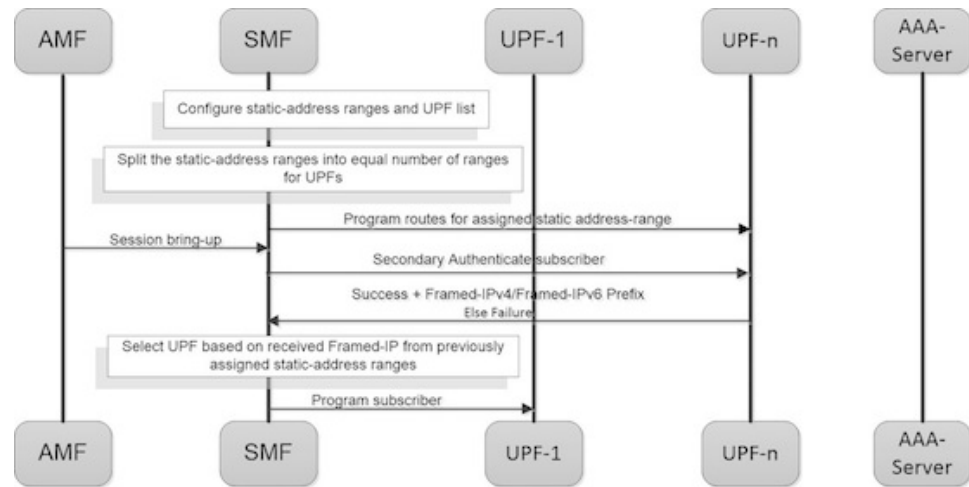 AMF
SMF
UPF-1
UPF-n
AAA-
Server
Configure static-address ranges and UPF list
Split the static-address ranges into equal number of ranges
for UPFs
Program routes for assigned static address-range
Session bring-up
Secondary Authenticate subscriber
Success + Framed-IPv4/Framed-IPv6 Prefix
Else Failure
Select UPF based on received Framed-IP from previously
assigned static-address ranges
Program subscriber
AMF
SMF
UPF-1
UPF-n
AAA-
Server